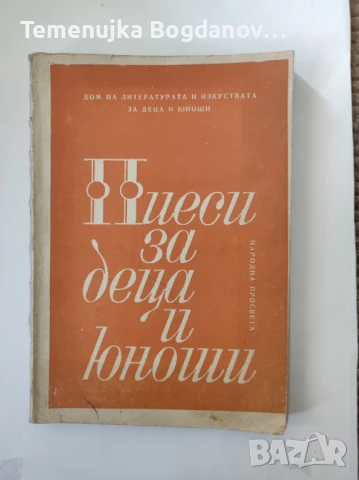 Temenujka Bogdanov...
ДОМ НА ЛИТЕРАТУРАТА И ИЗКУСТВАТА
ЗА ДЕЦА И ЮНОШИ
Пиеси
за
деца
и
юноши
НАРОДНА ПРОСВЕТА
BAZAR
bg